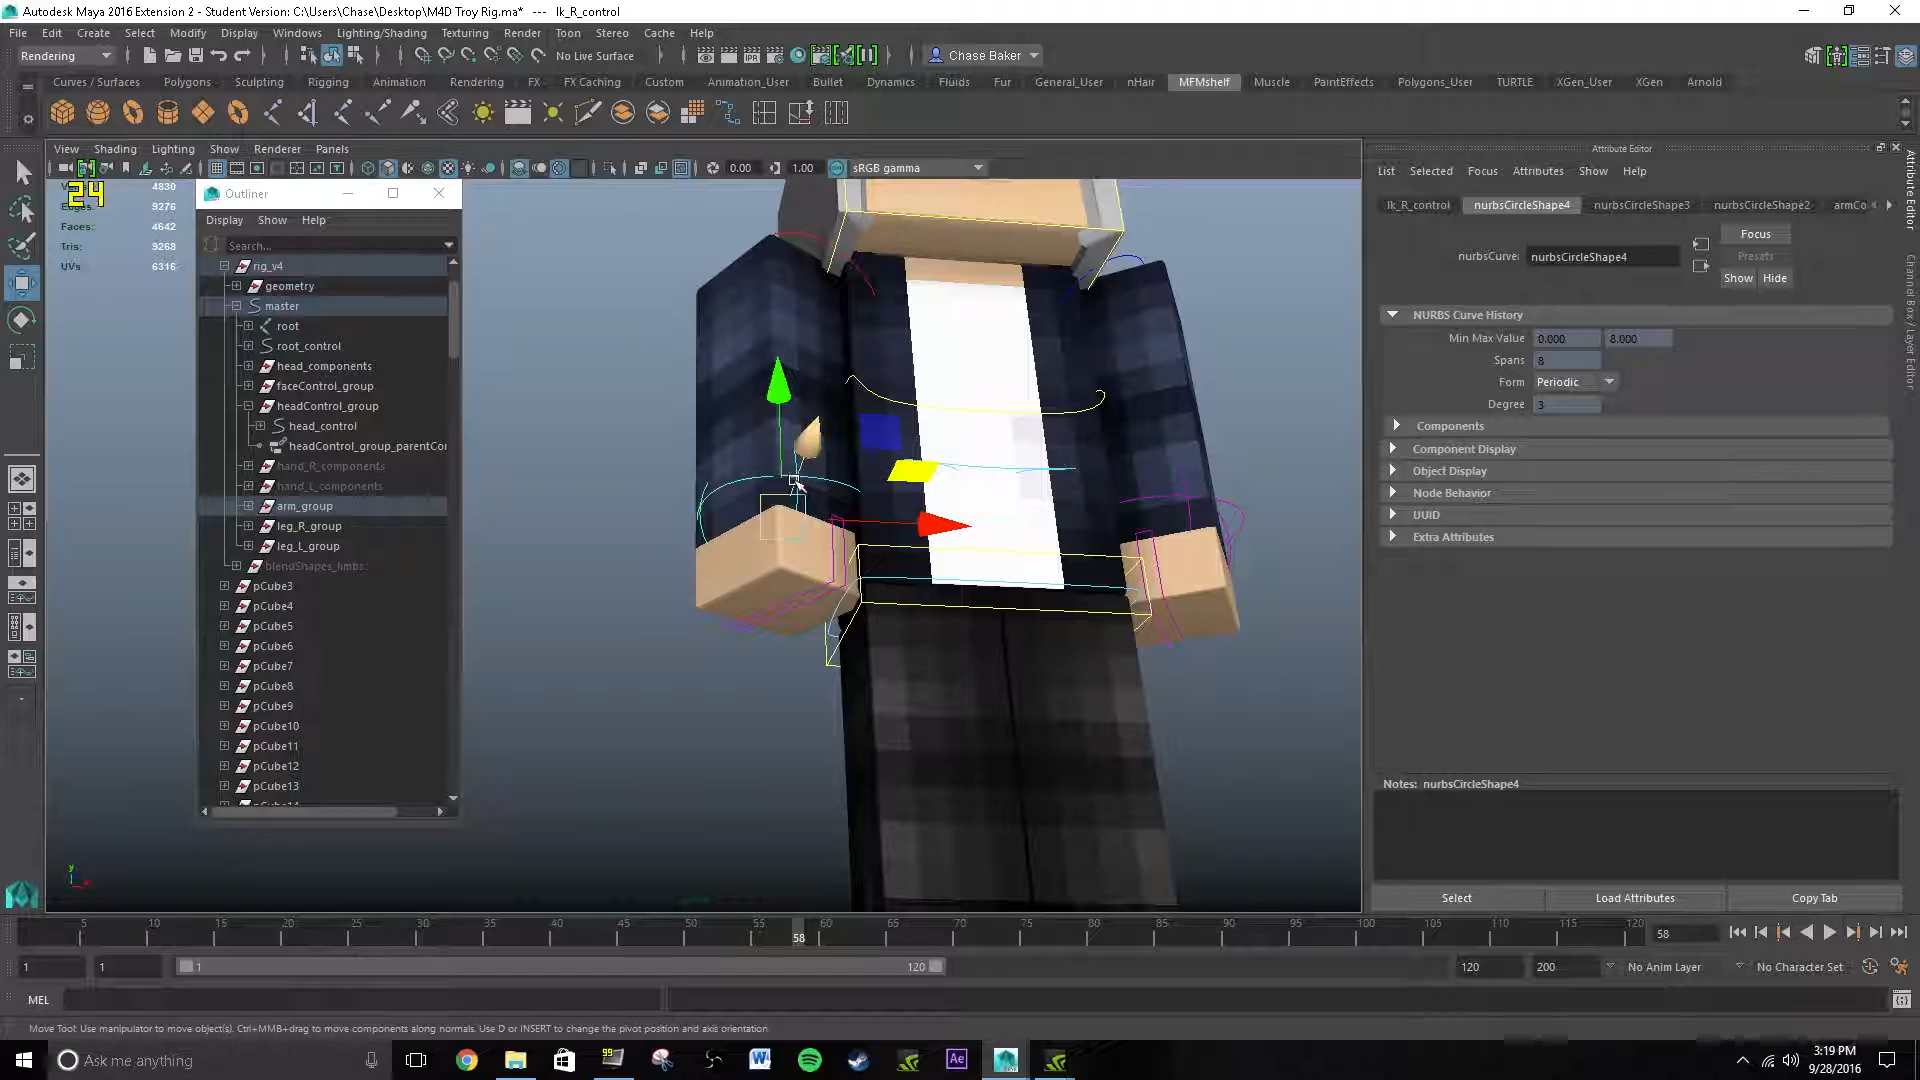 Autodesk Maya 2016 Extension 2 - Student Version: C:\Users\Chase\Desktop\M4D Troy Rig.ma* --- Ik_R_control
File Edit Create Select Modify Display Windows Lighting/Shading Texturing Render Toon Stereo Cache Help
Rendering No Live Surface Chase Baker
Curves / Surfaces Polygons Sculpting Rigging Animation Rendering FX FX Caching Custom Animation_User Bullet Dynamics Fluids Fur General_User nHair MFMshelf Muscle PaintEffects Polygons_User TURTLE XGen_User XGen Arnold
View Shading Lighting Show Renderer Panels
0.00 1.00 sRGB gamma
24
4830
Edges: 9276
Faces: 4642
Tris: 9268
UVs 6316
Outliner
Display Show Help
Search...
rig_v4
geometry
master
root
root_control
head_components
faceControl_group
headControl_group
head_control
headControl_group_parentCor
hand_R_components
hand_L_components
arm_group
leg_R_group
leg_L_group
blendShapes_limbs
pCube3
pCube4
pCube5
pCube6
pCube7
pCube8
pCube9
pCube10
pCube11
pCube12
pCube13
Attribute Editor
List Selected Focus Attributes Show Help
Ik_R_control nurbsCircleShape4 nurbsCircleShape3 nurbsCircleShape2 armCo
Focus
nurbsCurve: nurbsCircleShape4
Presets
Show Hide
NURBS Curve History
Min Max Value 0.000 8.000
Spans 8
Form Periodic
Degree 3
Components
Component Display
Object Display
Node Behavior
UUID
Extra Attributes
Notes: nurbsCircleShape4
Select Load Attributes Copy Tab
Attribute Editor
Channel Box / Layer Editor
5 10 15 20 25 30 35 40 45 50 55 60 65 70 75 80 85 90 95 100 105 110 115 120
58 58
1 1 1 120 120 200 No Anim Layer No Character Set
MEL
Move Tool: Use manipulator to move object(s). Ctrl+MMB+drag to move components along normals. Use D or INSERT to change the pivot position and axis orientation.
Ask me anything
99
3:19 PM
9/28/2016